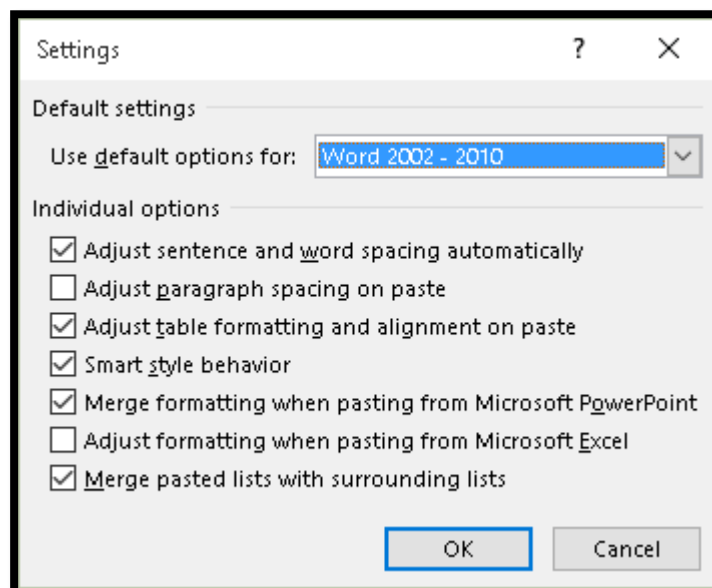 Settings
Default settings
Use default options for: Word 2002 - 2010
Individual options
Adjust sentence and word spacing automatically
Adjust paragraph spacing on paste
Adjust table formatting and alignment on paste
Smart style behavior
Merge formatting when pasting from Microsoft PowerPoint
Adjust formatting when pasting from Microsoft Excel
Merge pasted lists with surrounding lists
OK Cancel